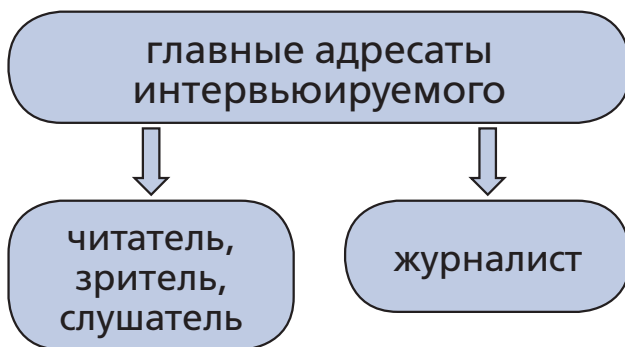 главные адресаты
интервьюируемого
читатель,
зритель,
слушатель
журналист